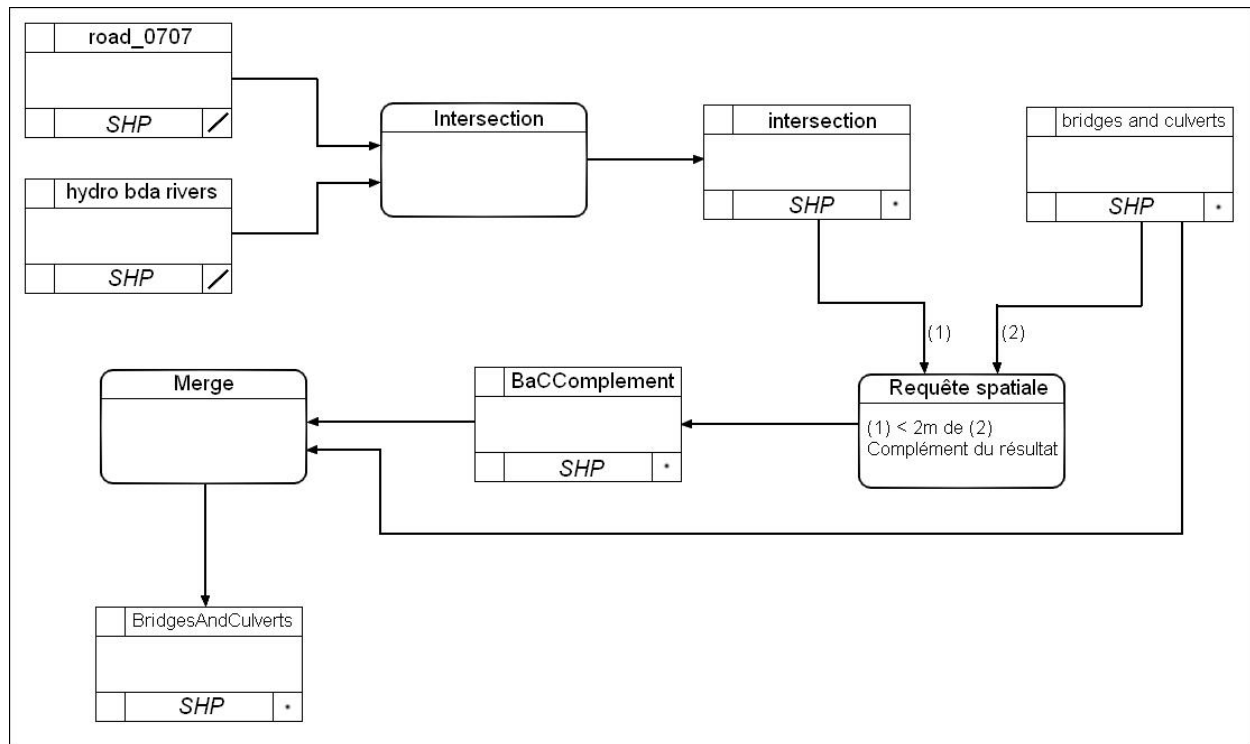 road_0707
SHP
hydro bda rivers
SHP
Intersection
intersection
SHP
bridges and culverts
SHP
(1)
(2)
Requête spatiale
(1) < 2m de (2)
Complément du résultat
BaCComplement
SHP
Merge
BridgesAndCulverts
SHP